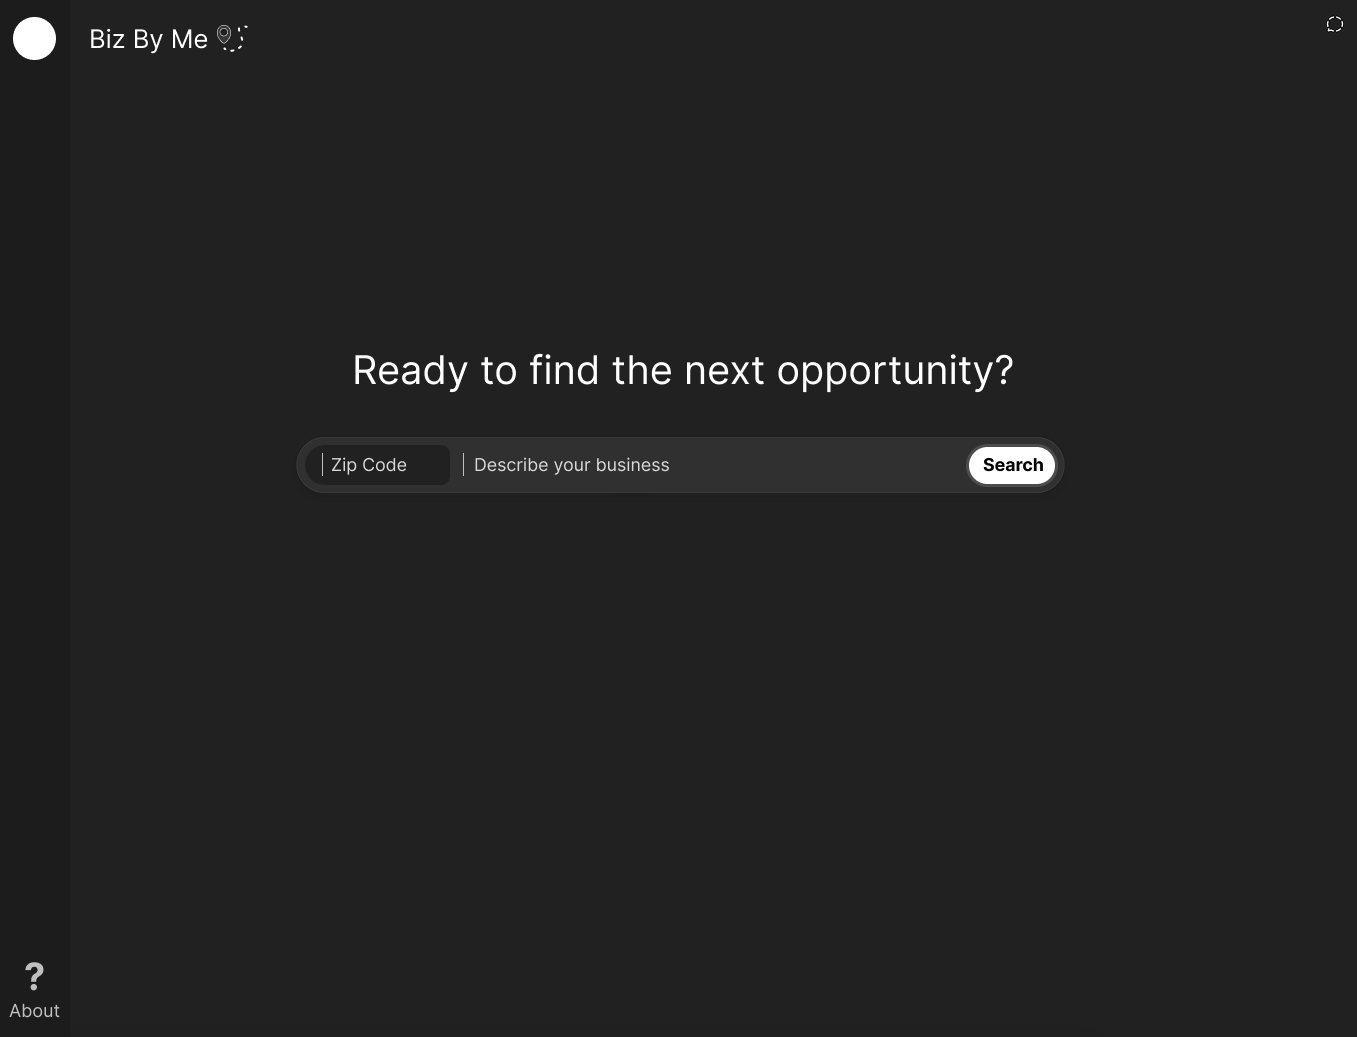 Biz By Me
Ready to find the next opportunity?
Zip Code
Describe your business
Search
?
About